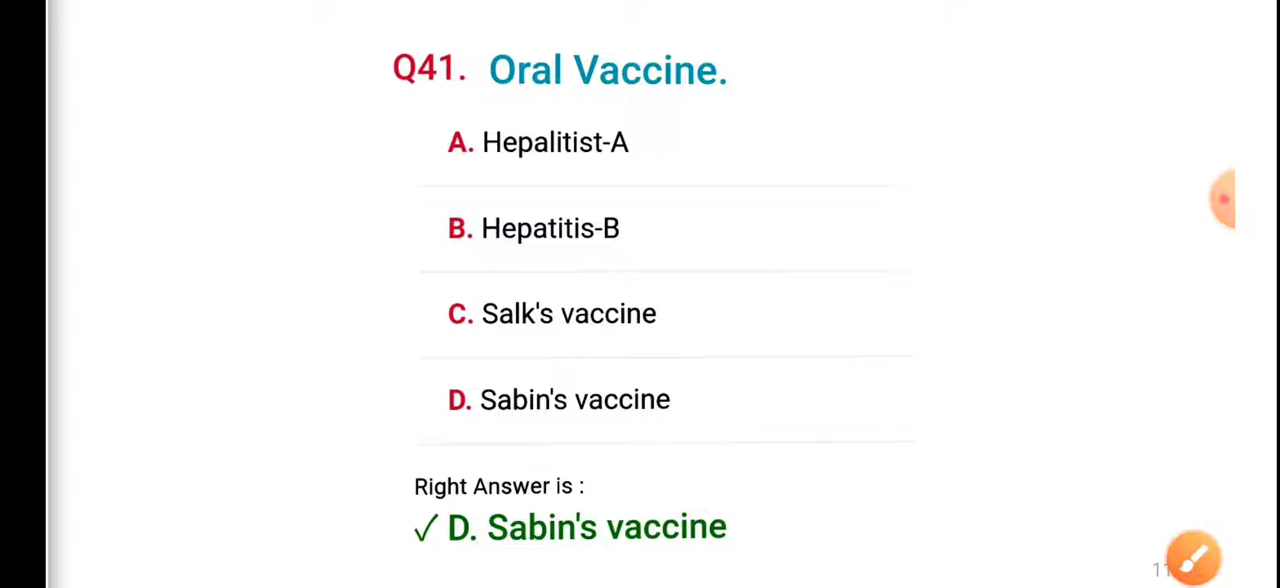 Q41. Oral Vaccine.
A. Hepalitist-A
B. Hepatitis-B
C. Salk's vaccine
D. Sabin's vaccine
Right Answer is :
✓ D. Sabin's vaccine